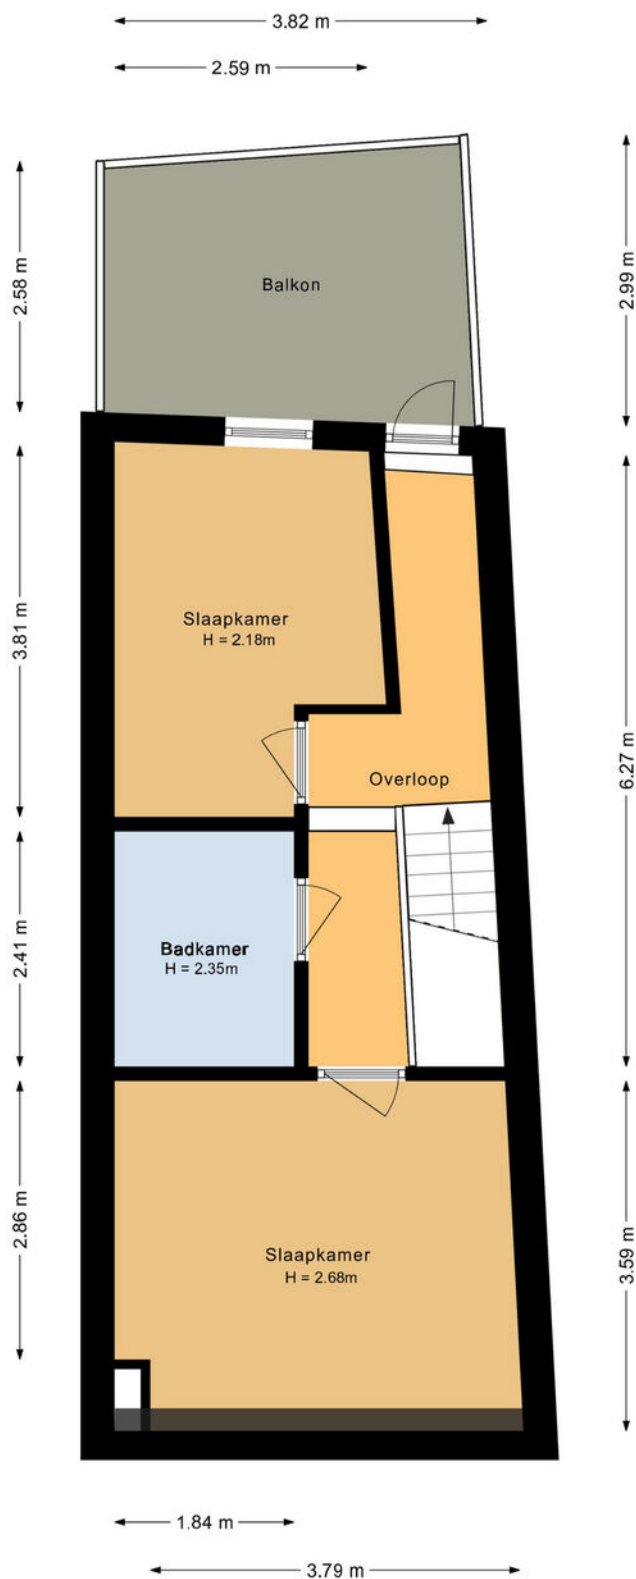 3.82 m
2.59 m
2.58 m
2.99 m
Balkon
3.81 m
Slaapkamer
H = 2.18m
6.27 m
Overloop
2.41 m
Badkamer
H = 2.35m
2.86 m
Slaapkamer
H = 2.68m
3.59 m
1.84 m
3.79 m